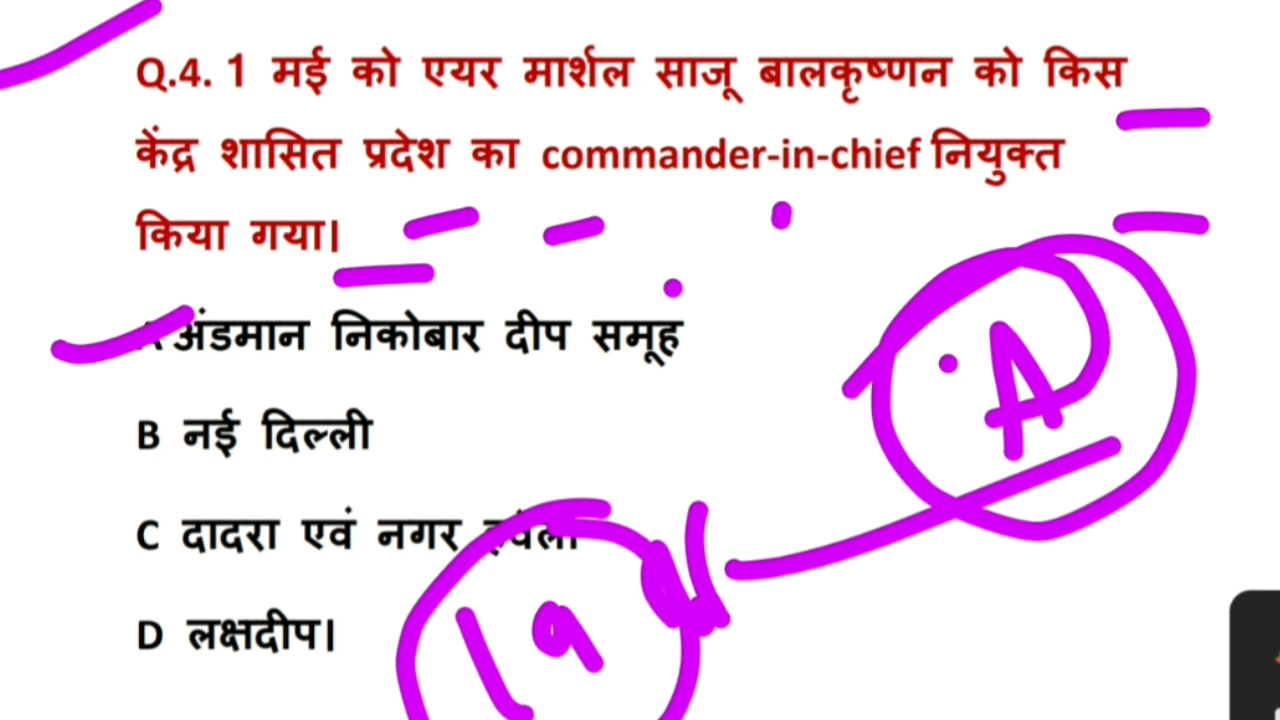 Q.4. 1 मई को एयर मार्शल साजू बालकृष्णन को किस
केंद्र शासित प्रदेश का commander-in-chief नियुक्त
किया गया।
A अंडमान निकोबार दीप समूह
B नई दिल्ली
C दादरा एवं नगर हवेली
D लक्षदीप।
A